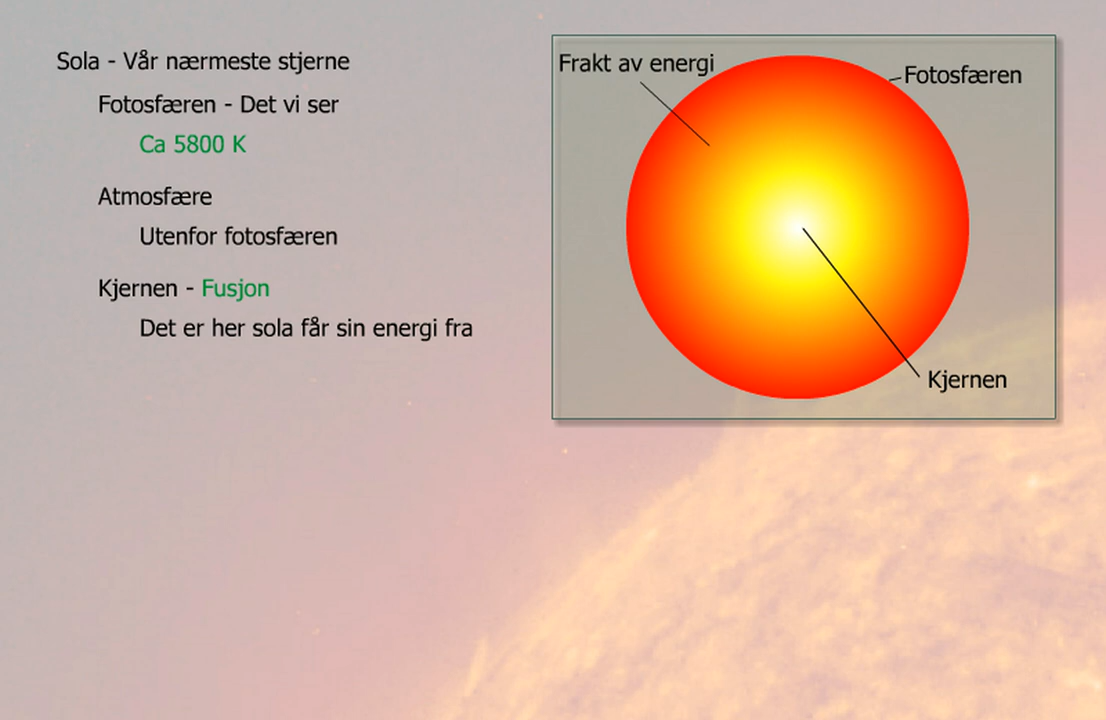 Sola - Vår nærmeste stjerne
Fotosfæren - Det vi ser
Ca 5800 K
Atmosfære
Utenfor fotosfæren
Kjernen - Fusjon
Det er her sola får sin energi fra
Frakt av energi
Fotosfæren
Kjernen